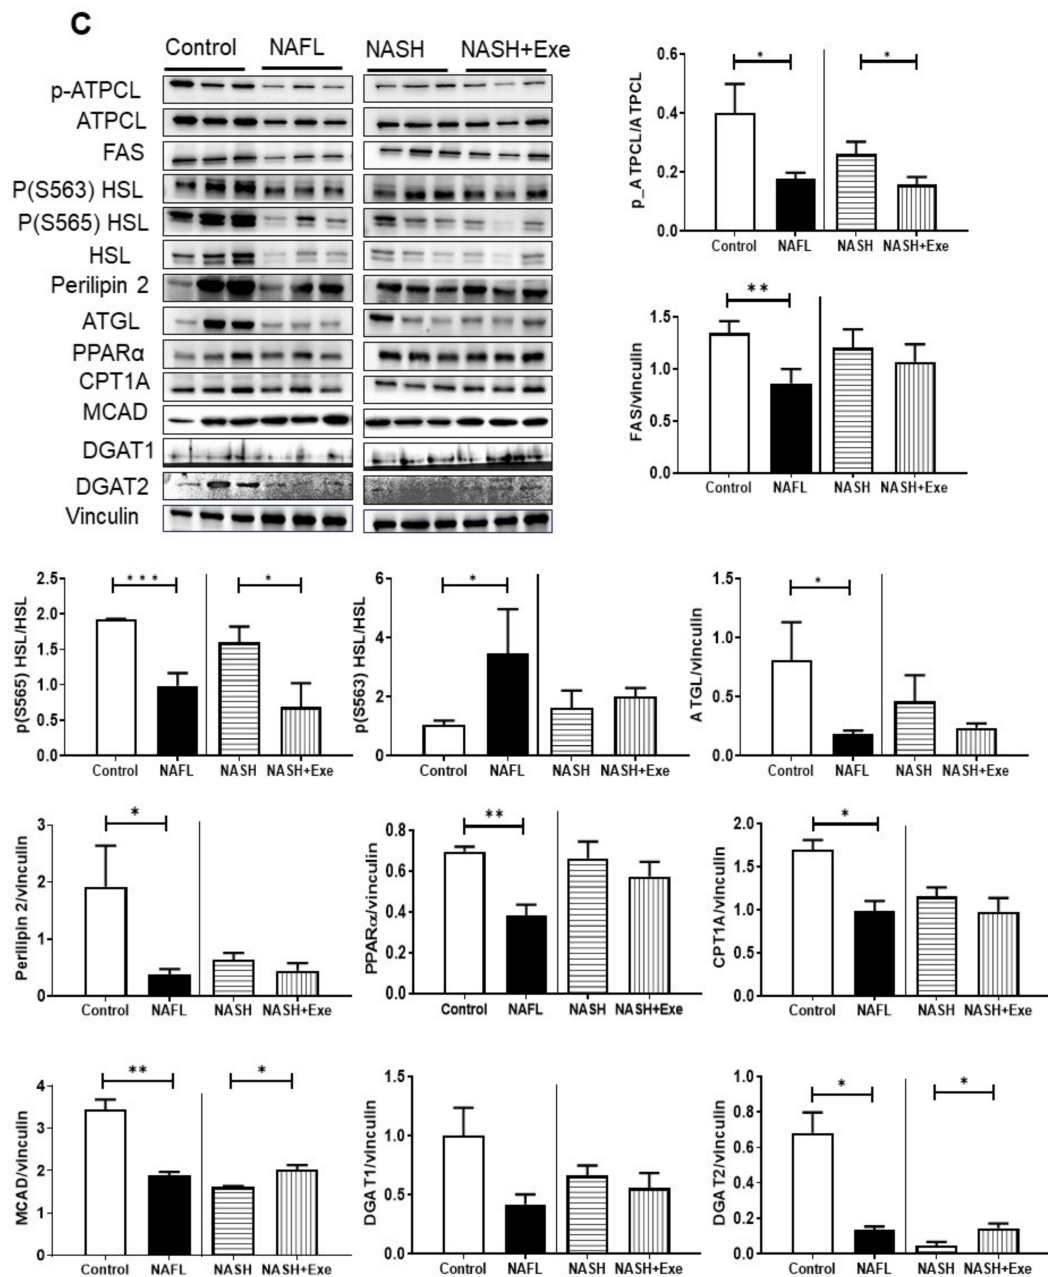 C
Control NAFL NASH NASH+Exe
p-ATPCL
ATPCL
FAS
P(S563) HSL
P(S565) HSL
HSL
Perilipin 2
ATGL
PPARα
CPT1A
MCAD
DGAT1
DGAT2
Vinculin
p_ATPCL/ATPCL
0.6
0.4
0.2
0.0
* *
Control NAFL NASH NASH+Exe
FAS/vinculin
1.5
1.0
0.5
0.0
**
Control NAFL NASH NASH+Exe
p(S565) HSL/HSL
2.5
2.0
1.5
1.0
0.5
0.0
*** *
Control NAFL NASH NASH+Exe
p(S563) HSL/HSL
6
4
2
0
*
Control NAFL NASH NASH+Exe
ATGL/vinculin
1.5
1.0
0.5
0.0
*
Control NAFL NASH NASH+Exe
Perilipin 2/vinculin
3
2
1
0
*
Control NAFL NASH NASH+Exe
PPARα/vinculin
0.8
0.6
0.4
0.2
0.0
**
Control NAFL NASH NASH+Exe
CPT1A/vinculin
2.0
1.5
1.0
0.5
0.0
*
Control NAFL NASH NASH+Exe
MCAD/vinculin
4
3
2
1
0
** *
Control NAFL NASH NASH+Exe
DGAT1/vinculin
1.5
1.0
0.5
0.0
Control NAFL NASH NASH+Exe
DGAT2/vinculin
1.0
0.8
0.6
0.4
0.2
0.0
* *
Control NAFL NASH NASH+Exe